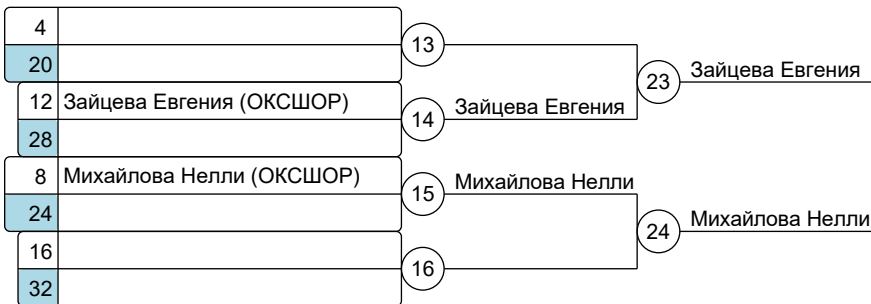 4
13
20
23 Зайцева Евгения
12 Зайцева Евгения (ОКСШОР)
14 Зайцева Евгения
28
8 Михайлова Нелли (ОКСШОР)
15 Михайлова Нелли
24
24 Михайлова Нелли
16
16
32